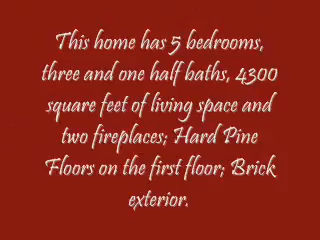 This home has 5 bedrooms,
three and one half baths, 4300
square feet of living space and
two fireplaces; Hard Pine
Floors on the first floor; Brick
exterior.